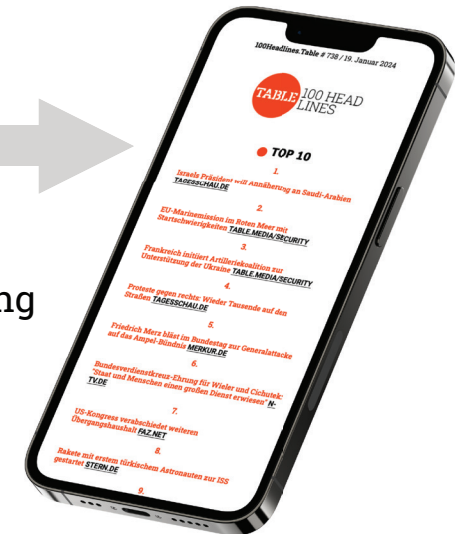 100Headlines.Table # 738 / 19. Januar 2024
TABLE 100 HEAD
LINES
TOP 10
1.
Israels Präsident will Annäherung an Saudi-Arabien
TAGESSCHAU.DE
2.
EU-Marinemission im Roten Meer mit
Startschwierigkeiten TABLE.MEDIA/SECURITY
3.
Frankreich initiiert Artilleriekoalition zur
Unterstützung der Ukraine TABLE.MEDIA/SECURITY
4.
Proteste gegen rechts: Wieder Tausende auf den
Straßen TAGESSCHAU.DE
5.
Friedrich Merz bläst im Bundestag zur Generalattacke
auf das Ampel-Bündnis MERKUR.DE
6.
Bundesverdienstkreuz-Ehrung für Wieler und Cichutek:
"Staat und Menschen einen großen Dienst erwiesen" N-
TV.DE
7.
US-Kongress verabschiedet weiteren
Übergangshaushalt FAZ.NET
8.
Rakete mit erstem türkischem Astronauten zur ISS
gestartet STERN.DE
9.
ng